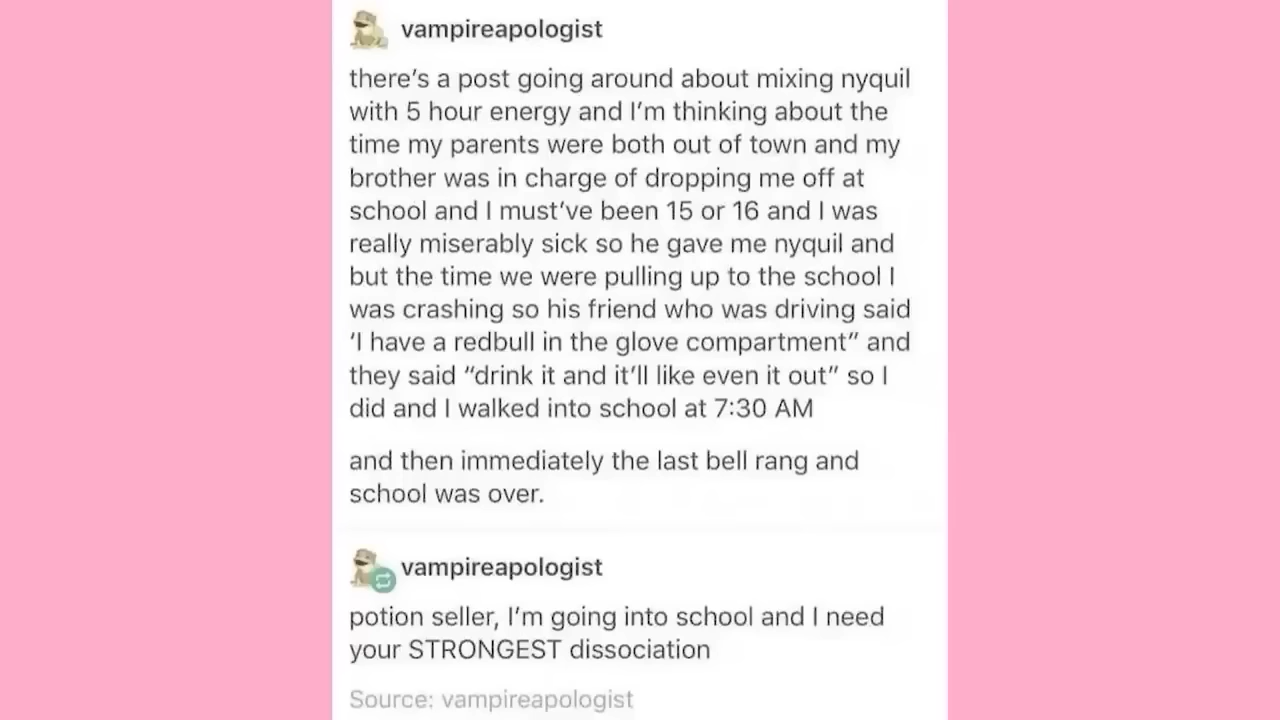 vampireapologist
there's a post going around about mixing nyquil
with 5 hour energy and I'm thinking about the
time my parents were both out of town and my
brother was in charge of dropping me off at
school and I must've been 15 or 16 and I was
really miserably sick so he gave me nyquil and
but the time we were pulling up to the school I
was crashing so his friend who was driving said
'I have a redbull in the glove compartment" and
they said "drink it and it'll like even it out" so I
did and I walked into school at 7:30 AM
and then immediately the last bell rang and
school was over.
vampireapologist
potion seller, I'm going into school and I need
your STRONGEST dissociation
Source: vampireapologist